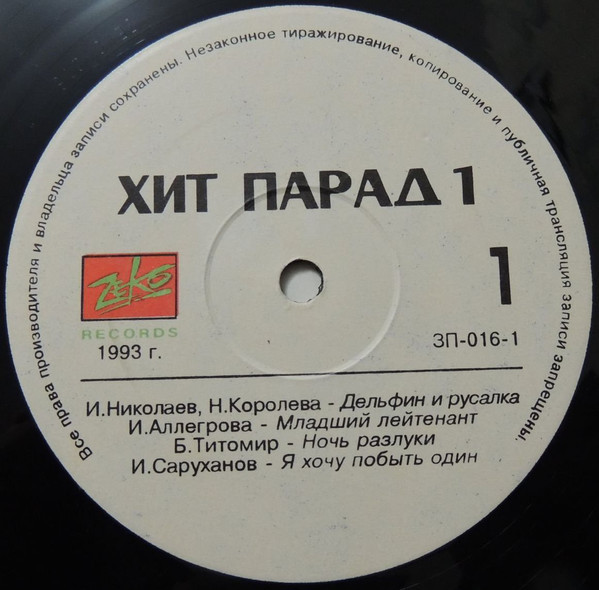 Все права производителя и владельца записи сохранены. Незаконное тиражирование, копирование и публичная трансляция записи запрещены.
ХИТ ПАРАД 1
ZEKO
RECORDS
1
1993 г.
ЗП-016-1
И.Николаев, Н.Королева - Дельфин и русалка
И.Аллегрова - Младший лейтенант
Б.Титомир - Ночь разлуки
И.Саруханов - Я хочу побыть один